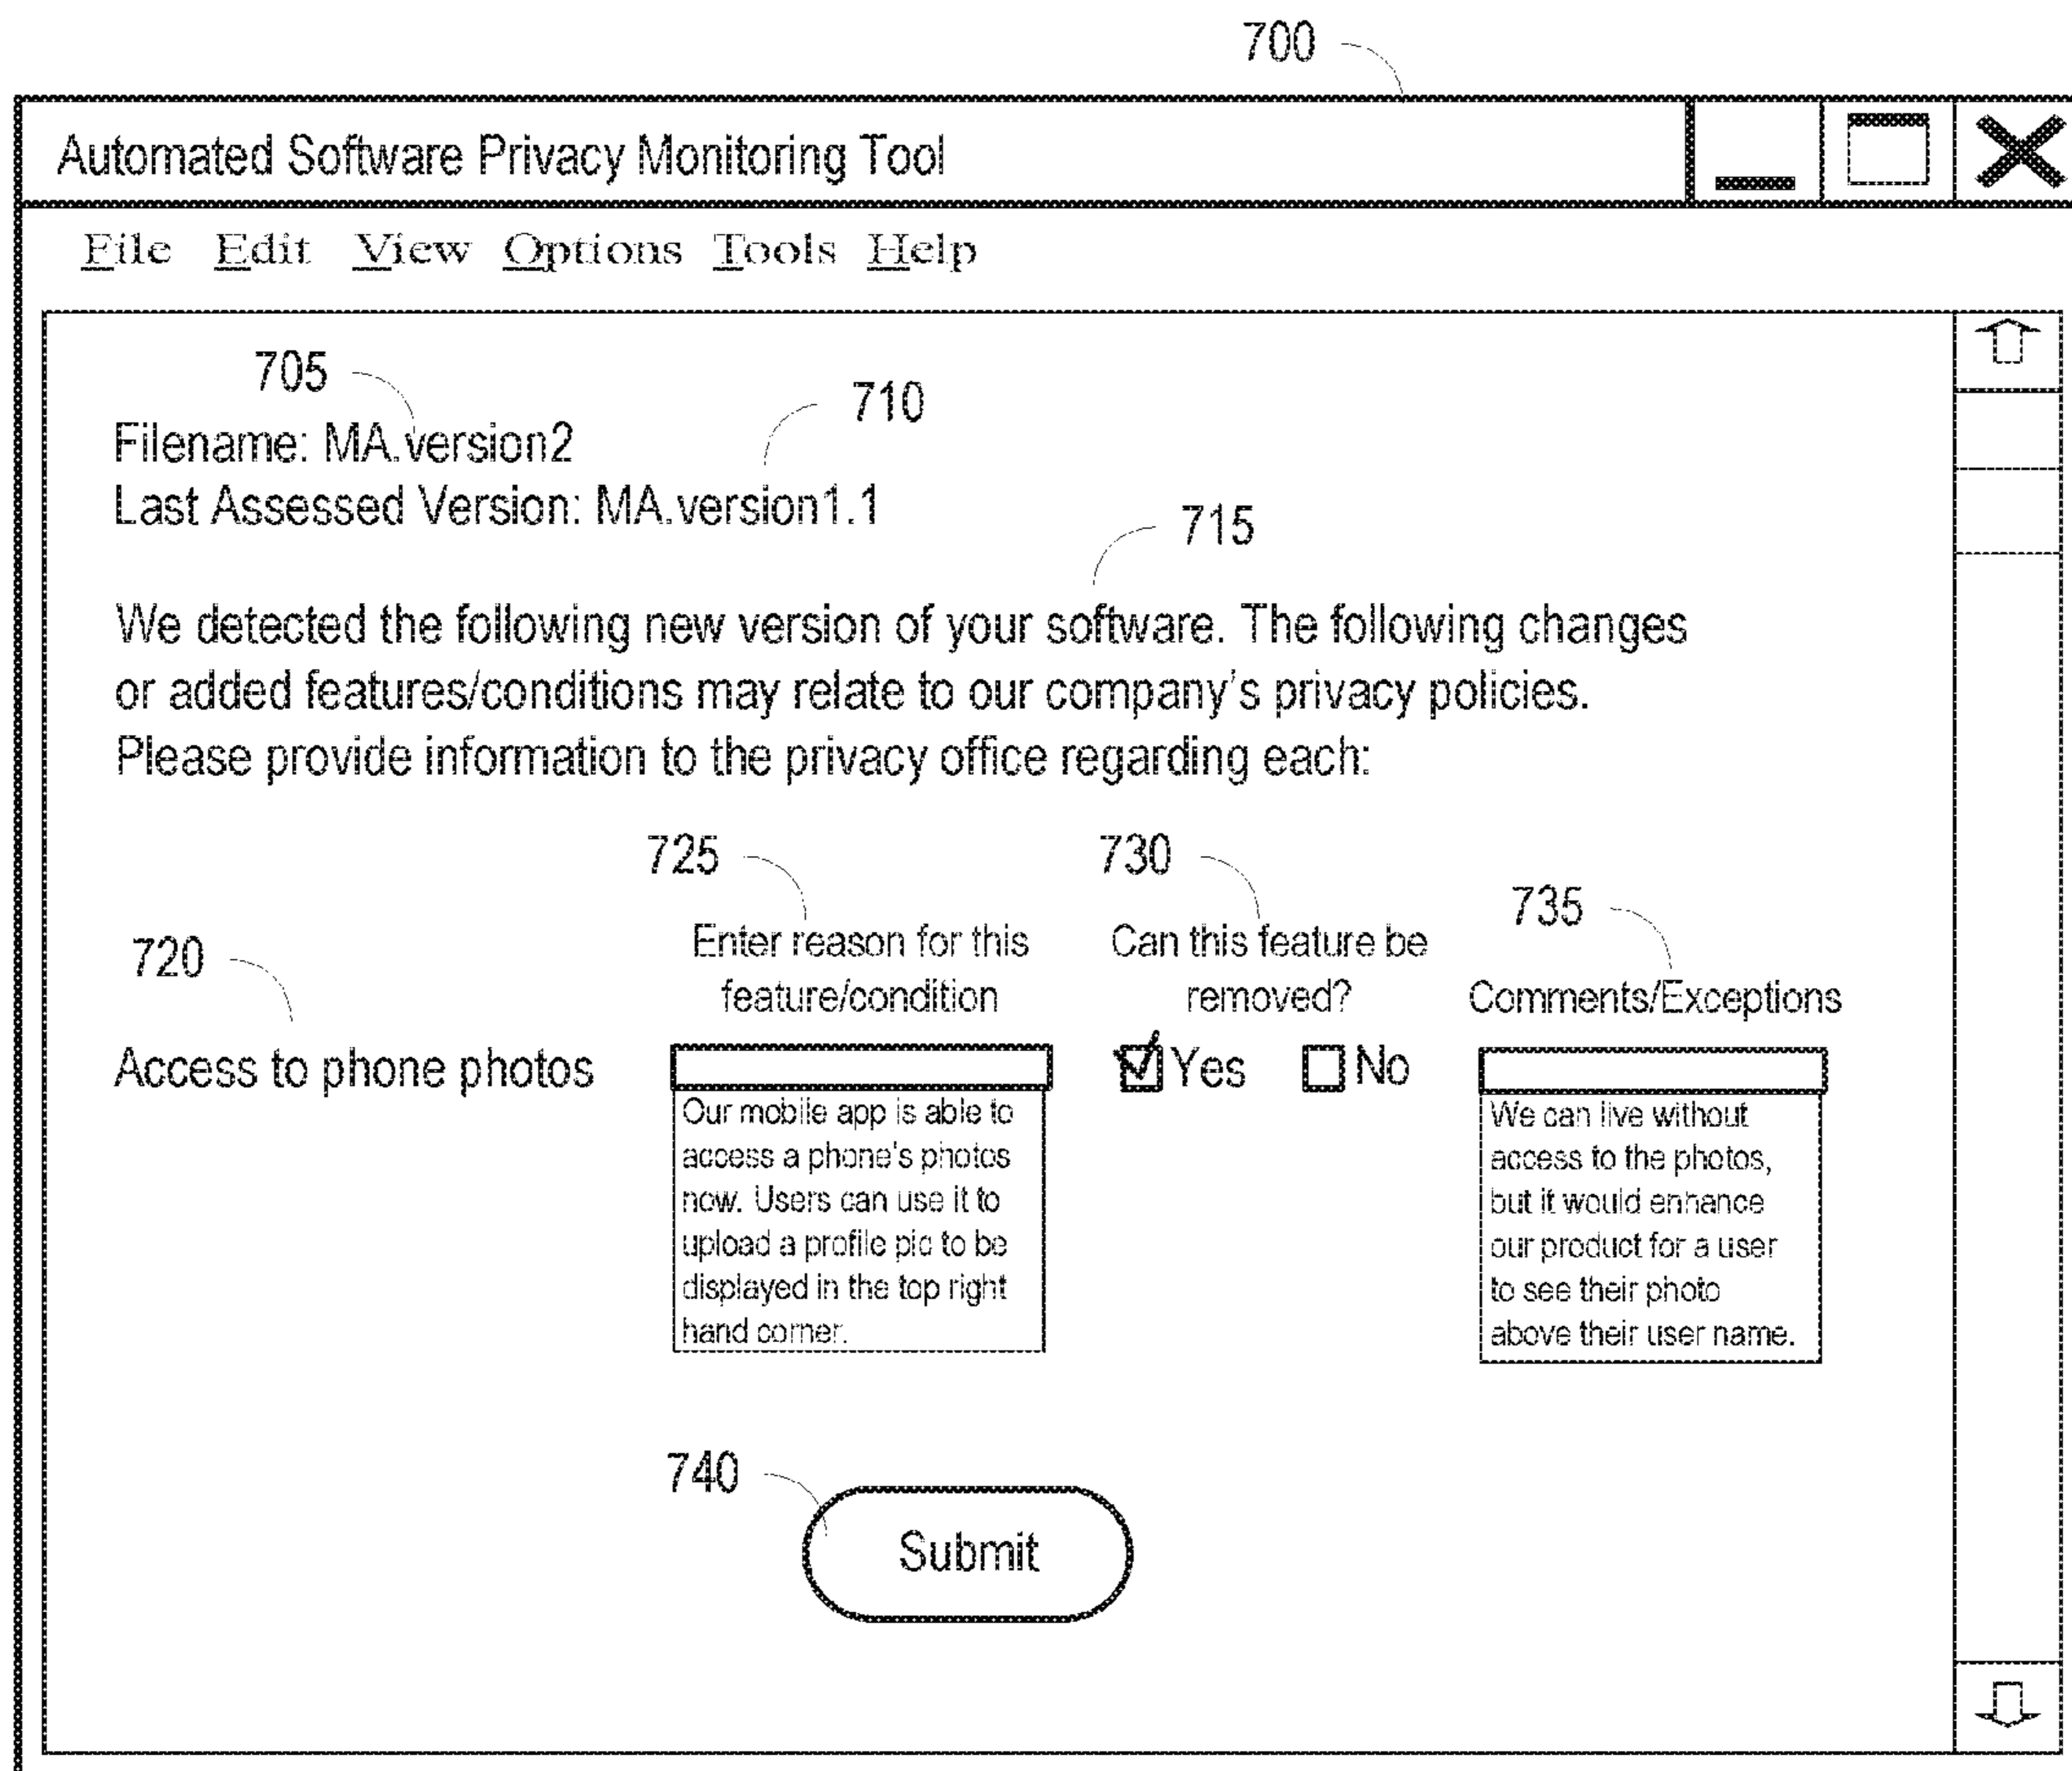 700
Automated Software Privacy Monitoring Tool
File Edit View Options Tools Help
705
710
Filename: MA.version2
Last Assessed Version: MA.version1.1
715
We detected the following new version of your software. The following changes
or added features/conditions may relate to our company's privacy policies.
Please provide information to the privacy office regarding each:
725
730
735
720
Enter reason for this
feature/condition
Can this feature be
removed?
Comments/Exceptions
Access to phone photos
Yes No
Our mobile app is able to
access a phone's photos
now. Users can use it to
upload a profile pic to be
displayed in the top right
hand corner.
We can live without
access to the photos,
but it would enhance
our product for a user
to see their photo
above their user name.
740
Submit